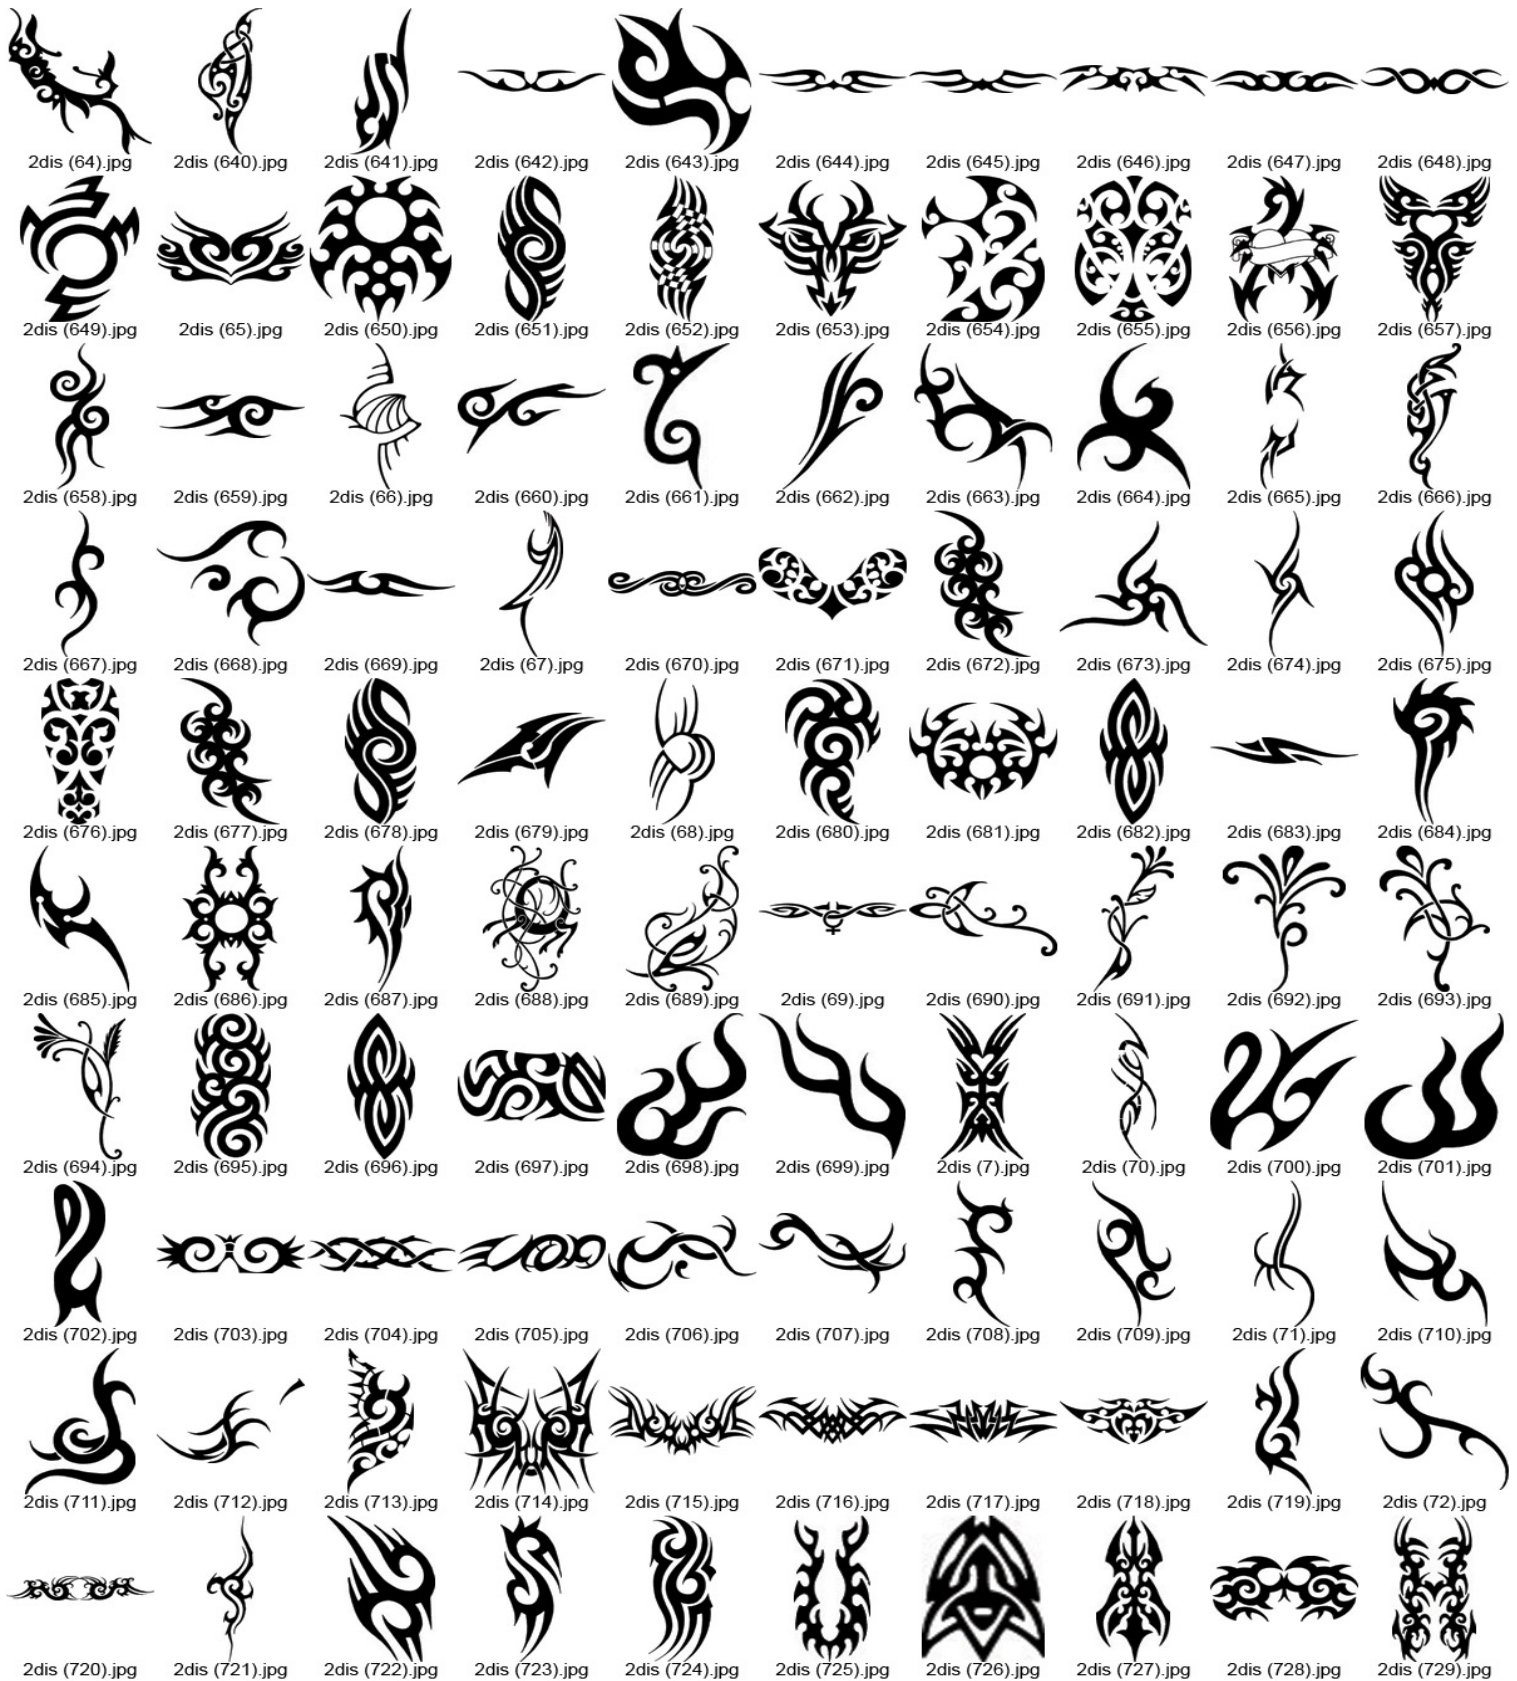 2dis (64).jpg 2dis (640).jpg 2dis (641).jpg 2dis (642).jpg 2dis (643).jpg 2dis (644).jpg 2dis (645).jpg 2dis (646).jpg 2dis (647).jpg 2dis (648).jpg
2dis (649).jpg 2dis (65).jpg 2dis (650).jpg 2dis (651).jpg 2dis (652).jpg 2dis (653).jpg 2dis (654).jpg 2dis (655).jpg 2dis (656).jpg 2dis (657).jpg
2dis (658).jpg 2dis (659).jpg 2dis (66).jpg 2dis (660).jpg 2dis (661).jpg 2dis (662).jpg 2dis (663).jpg 2dis (664).jpg 2dis (665).jpg 2dis (666).jpg
2dis (667).jpg 2dis (668).jpg 2dis (669).jpg 2dis (67).jpg 2dis (670).jpg 2dis (671).jpg 2dis (672).jpg 2dis (673).jpg 2dis (674).jpg 2dis (675).jpg
2dis (676).jpg 2dis (677).jpg 2dis (678).jpg 2dis (679).jpg 2dis (68).jpg 2dis (680).jpg 2dis (681).jpg 2dis (682).jpg 2dis (683).jpg 2dis (684).jpg
2dis (685).jpg 2dis (686).jpg 2dis (687).jpg 2dis (688).jpg 2dis (689).jpg 2dis (69).jpg 2dis (690).jpg 2dis (691).jpg 2dis (692).jpg 2dis (693).jpg
2dis (694).jpg 2dis (695).jpg 2dis (696).jpg 2dis (697).jpg 2dis (698).jpg 2dis (699).jpg 2dis (7).jpg 2dis (70).jpg 2dis (700).jpg 2dis (701).jpg
2dis (702).jpg 2dis (703).jpg 2dis (704).jpg 2dis (705).jpg 2dis (706).jpg 2dis (707).jpg 2dis (708).jpg 2dis (709).jpg 2dis (71).jpg 2dis (710).jpg
2dis (711).jpg 2dis (712).jpg 2dis (713).jpg 2dis (714).jpg 2dis (715).jpg 2dis (716).jpg 2dis (717).jpg 2dis (718).jpg 2dis (719).jpg 2dis (72).jpg
2dis (720).jpg 2dis (721).jpg 2dis (722).jpg 2dis (723).jpg 2dis (724).jpg 2dis (725).jpg 2dis (726).jpg 2dis (727).jpg 2dis (728).jpg 2dis (729).jpg